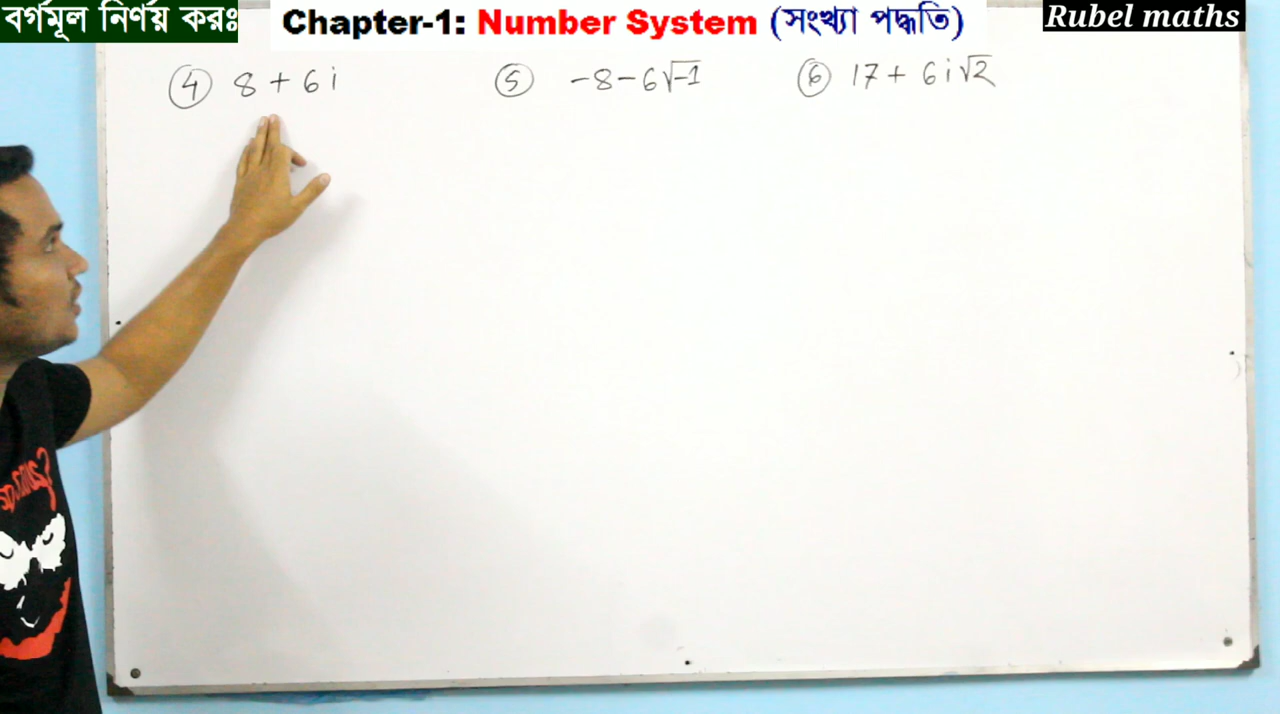 বর্গমূল নির্ণয় করঃ
Chapter-1: Number System (সংখ্যা পদ্ধতি)
Rubel maths
④ 8 + 6i
⑤ -8-6√-1
⑥ 17 + 6i√2